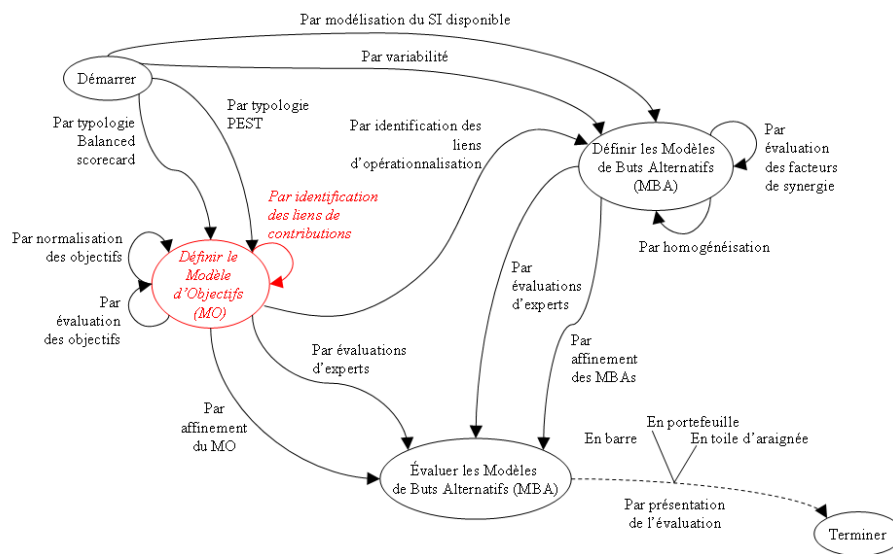 Par modélisation du SI disponible
Par variabilité
Démarrer
Par typologie
PEST
Par typologie
Balanced
scorecard
Par identification des
liens
d'opérationnalisation
Définir les Modèles
de Buts Alternatifs
(MBA)
Par
évaluation
des facteurs
de synergie
Par homogénéisation
Par identification
des liens de
contributions
Par normalisation
des objectifs
Définir le
Modèle
d'Objectifs
(MO)
Par
évaluation
des objectifs
Par
évaluations
d'experts
Par évaluations
d'experts
Par
affinement
des MBAs
Par
affinement
du MO
En portefeuille
En barre
En toile d'araignée
Évaluer les Modèles
de Buts Alternatifs (MBA)
Par présentation
de l'évaluation
Terminer